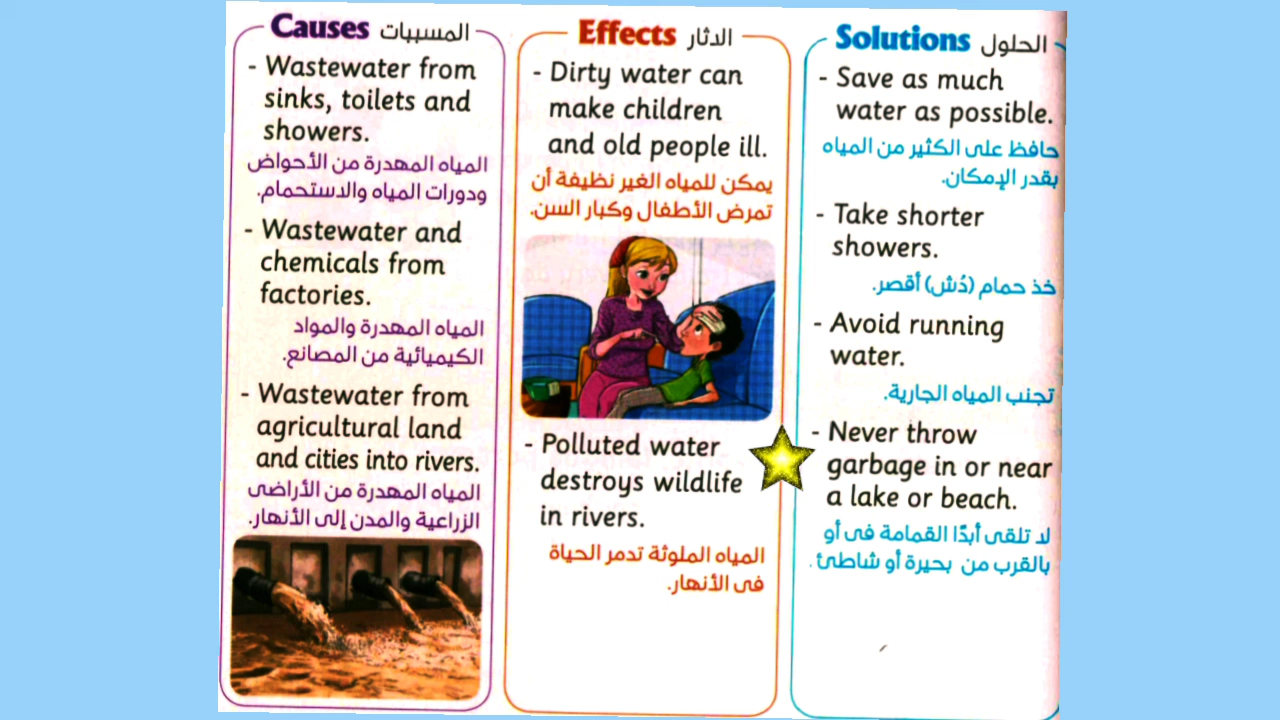 Causes المسببات
- Wastewater from
sinks, toilets and
showers.
المياه المهدرة من الأحواض
ودورات المياه والاستحمام.
- Wastewater and
chemicals from
factories.
المياه المهدرة والمواد
الكيميائية من المصانع.
- Wastewater from
agricultural land
and cities into rivers.
المياه المهدرة من الأراضى
الزراعية والمدن إلى الأنهار.
Effects الاثار
- Dirty water can
make children
and old people ill.
يمكن للمياه الغير نظيفة أن
تمرض الأطفال وكبار السن.
- Polluted water
destroys wildlife
in rivers.
المياه الملوثة تدمر الحياة
فى الأنهار.
Solutions الحلول
- Save as much
water as possible.
حافظ على الكثير من المياه
بقدر الإمكان.
- Take shorter
showers.
خذ حمام (دُش) أقصر.
- Avoid running
water.
تجنب المياه الجارية.
- Never throw
garbage in or near
a lake or beach.
لا تلقى أبدًا القمامة فى أو
بالقرب من بحيرة أو شاطئ.